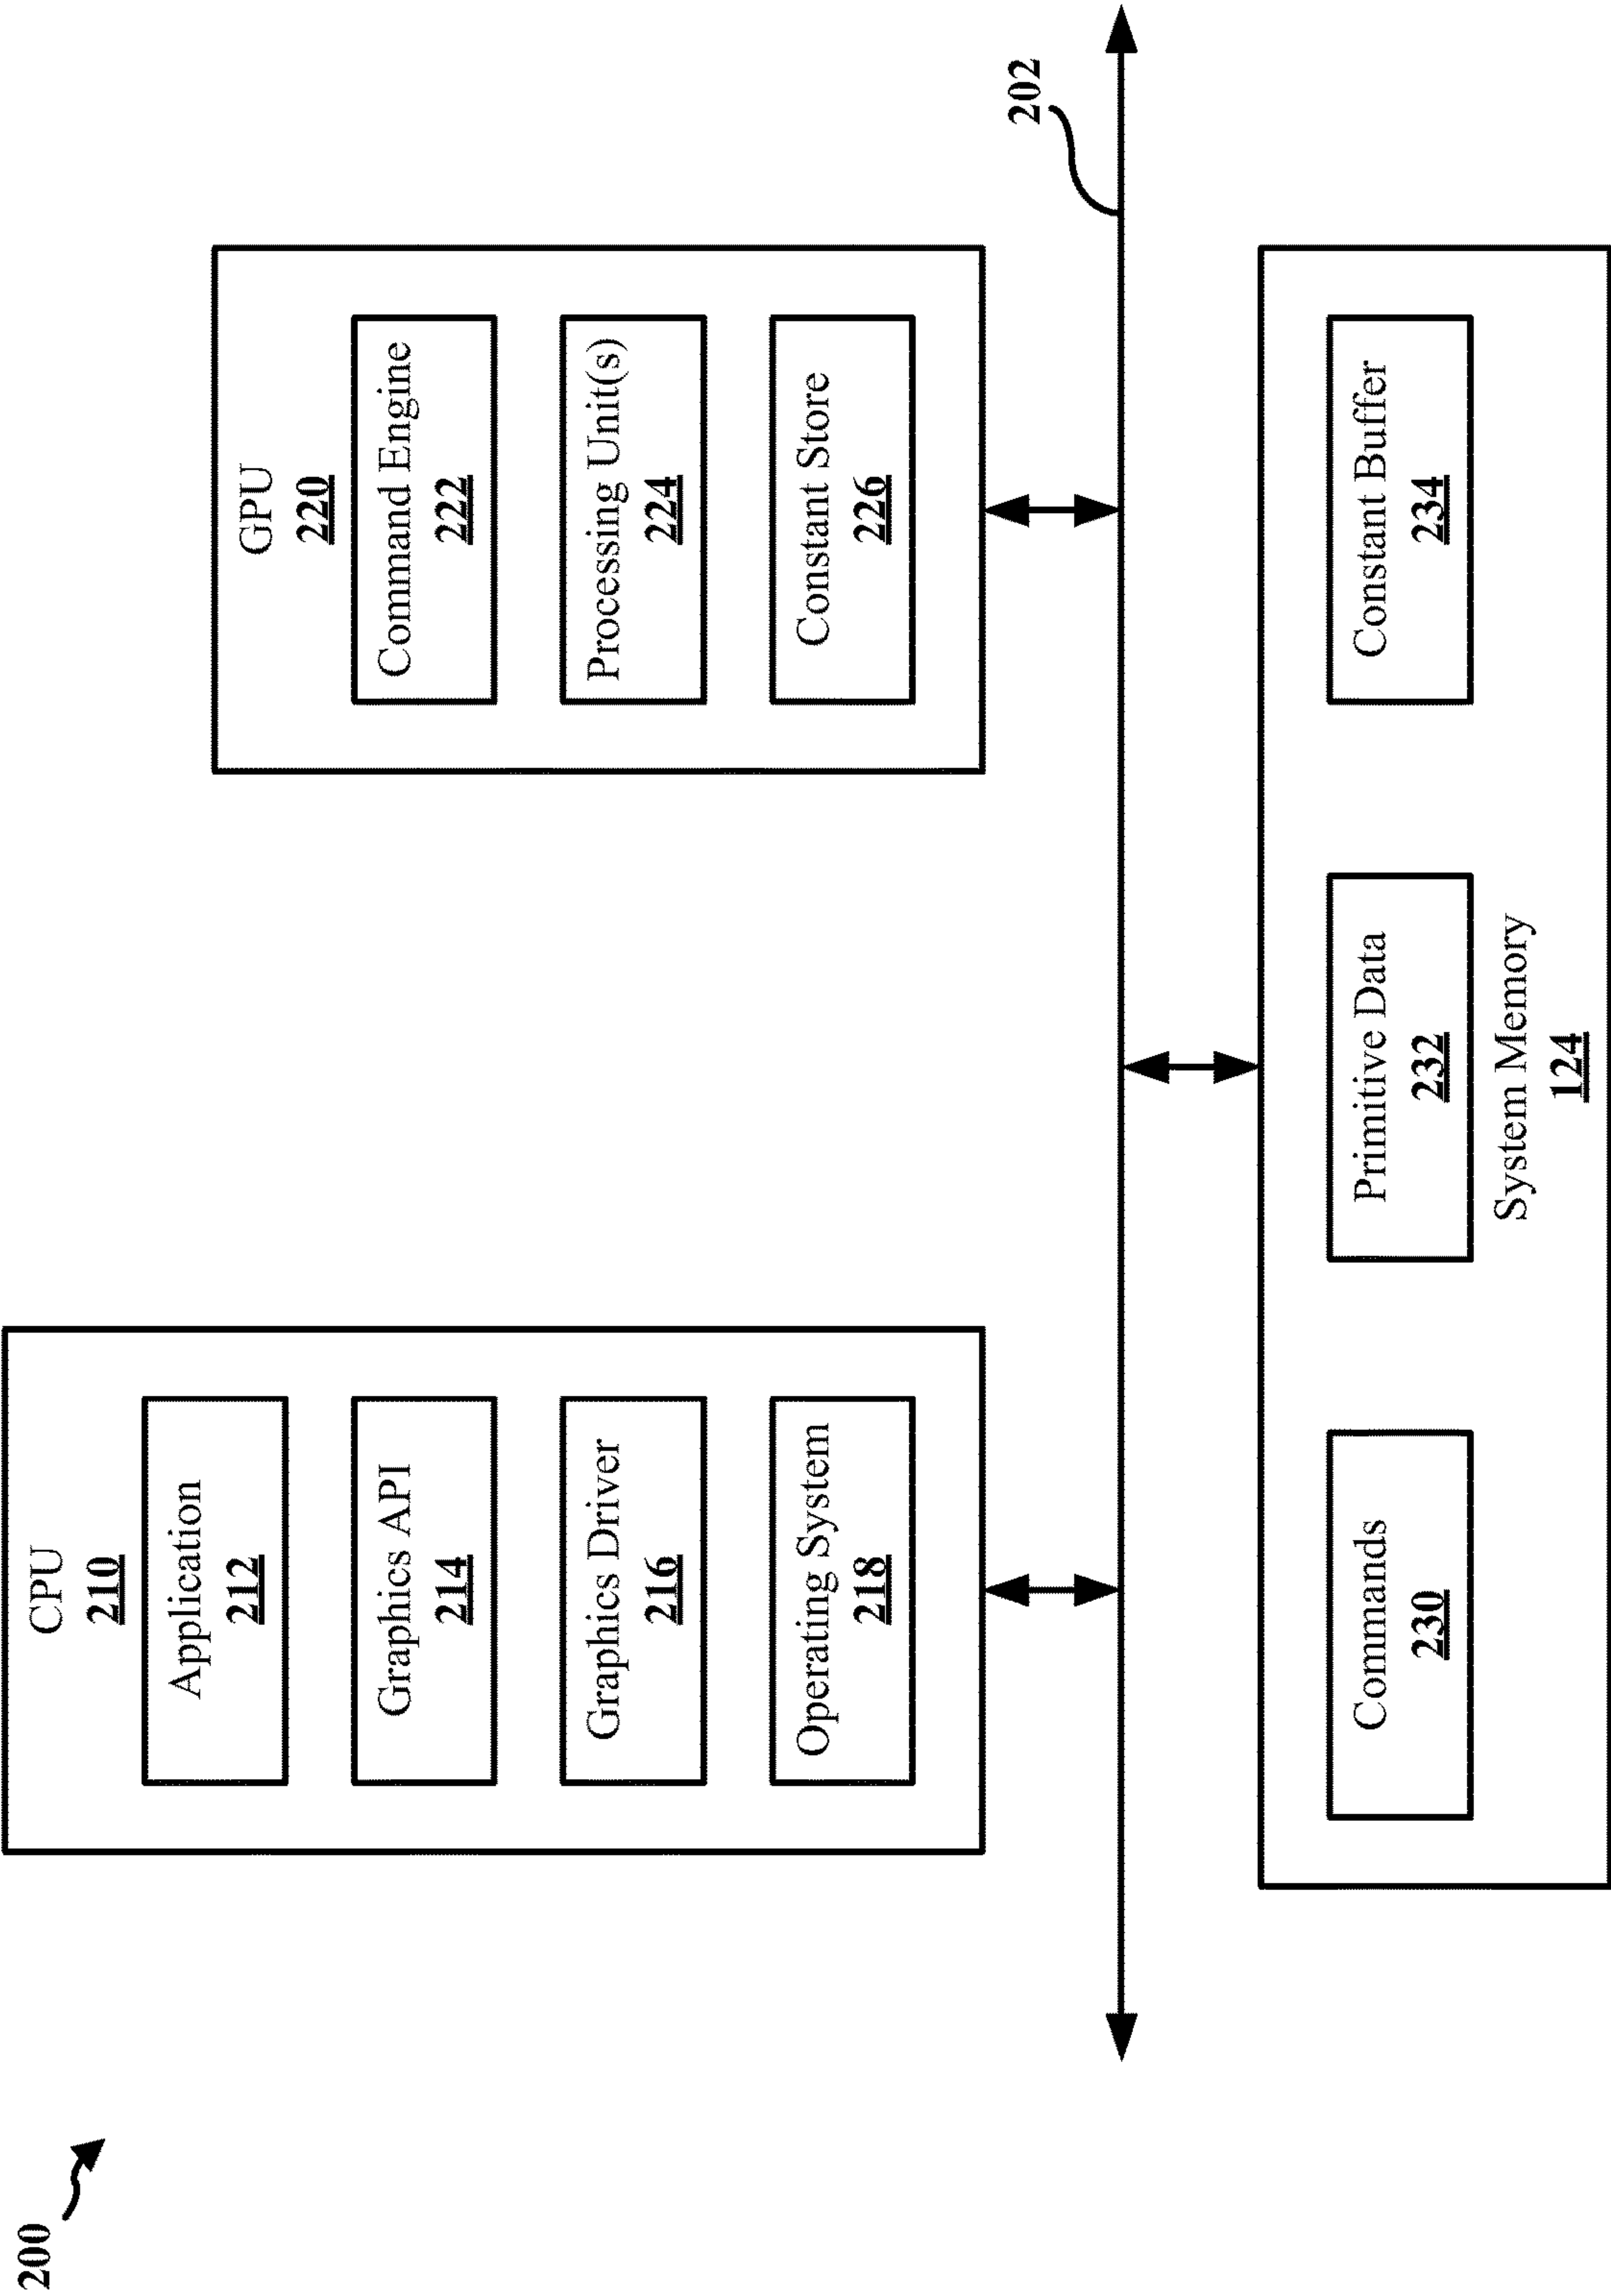 200
CPU
210
Application
212
Graphics API
214
Graphics Driver
216
Operating System
218
GPU
220
Command Engine
222
Processing Unit(s)
224
Constant Store
226
202
Commands
230
Primitive Data
232
Constant Buffer
234
System Memory
124